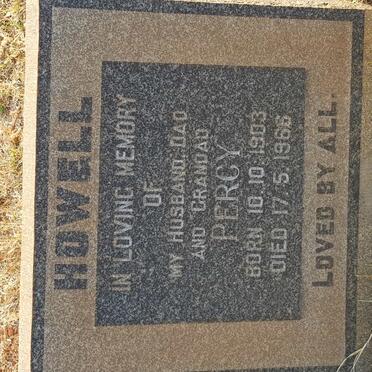 HOWELL
IN LOVING MEMORY
OF
MY HUSBAND, DAD
AND GRANDAD
PERCY
BORN 10.10.1903
DIED 17.5.1966
LOVED BY ALL.